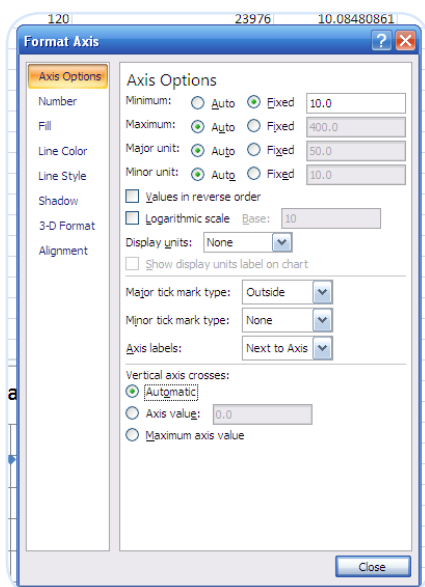 120 23976 10.08480861
Format Axis
Axis Options
Number
Fill
Line Color
Line Style
Shadow
3-D Format
Alignment
Axis Options
Minimum: Auto Fixed 10.0
Maximum: Auto Fixed 400.0
Major unit: Auto Fixed 50.0
Minor unit: Auto Fixed 10.0
Values in reverse order
Logarithmic scale Base: 10
Display units: None
Show display units label on chart
Major tick mark type: Outside
Minor tick mark type: None
Axis labels: Next to Axis
Vertical axis crosses:
Automatic
Axis value: 0.0
Maximum axis value
a
Close